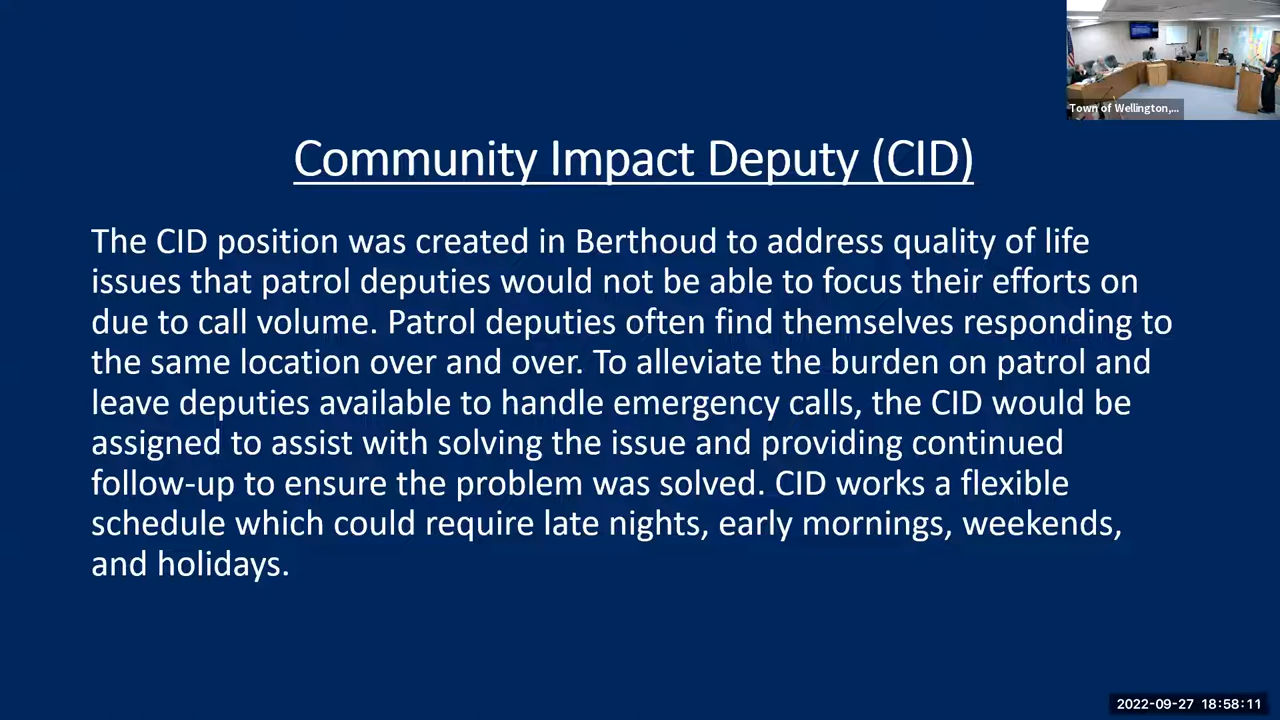 Town of Wellington,...
Community Impact Deputy (CID)
The CID position was created in Berthoud to address quality of life
issues that patrol deputies would not be able to focus their efforts on
due to call volume. Patrol deputies often find themselves responding to
the same location over and over. To alleviate the burden on patrol and
leave deputies available to handle emergency calls, the CID would be
assigned to assist with solving the issue and providing continued
follow-up to ensure the problem was solved. CID works a flexible
schedule which could require late nights, early mornings, weekends,
and holidays.
2022-09-27 18:58:11